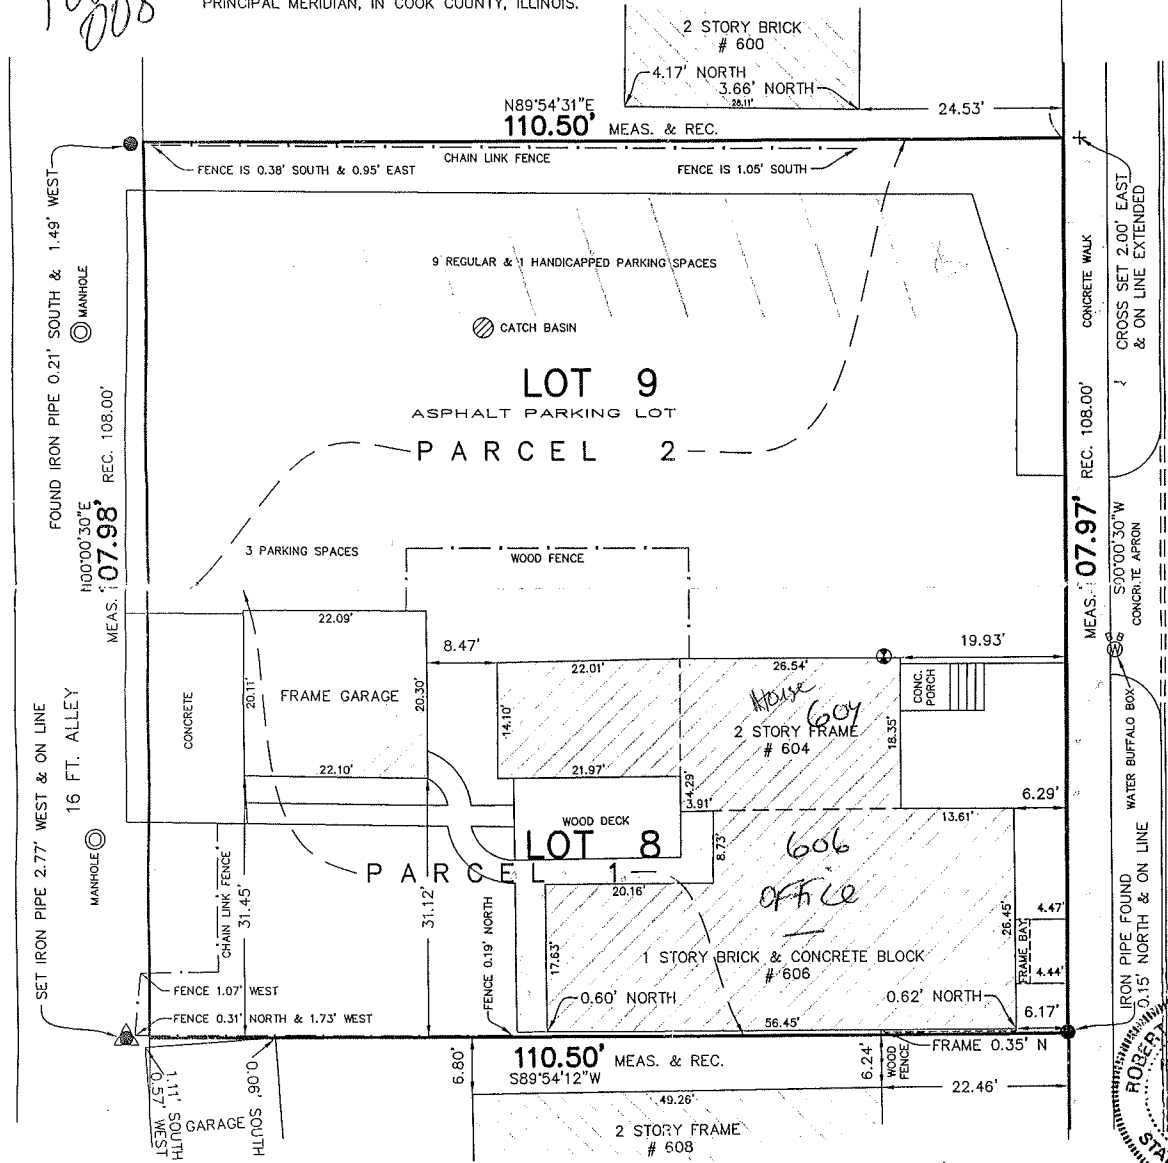 PRINCIPAL MERIDIAN, IN COOK COUNTY, ILLINOIS.
2 STORY BRICK
# 600
4.17' NORTH
3.66' NORTH
28.11'
24.53'
N89°54'31"E
110.50' MEAS. & REC.
CHAIN LINK FENCE
FENCE IS 0.38' SOUTH & 0.95' EAST
FENCE IS 1.05' SOUTH
FOUND IRON PIPE 0.21' SOUTH & 1.49' WEST
MANHOLE
9 REGULAR & 1 HANDICAPPED PARKING SPACES
CATCH BASIN
LOT 9
ASPHALT PARKING LOT
PARCEL 2
CONCRETE WALK
CROSS SET 2.00' EAST
& ON LINE EXTENDED
N00°00'30"E
MEAS. 07.98' REC. 108.00'
MEAS. 07.97' REC. 108.00'
S00°00'30"W
CONCRETE APRON
3 PARKING SPACES
WOOD FENCE
22.09'
8.47'
22.01'
26.54'
19.93'
CONCRETE
20.11'
FRAME GARAGE
20.30'
14.10'
House
604
2 STORY FRAME
# 604
18.35'
CONC.
PORCH
WATER BUFFALO BOX
22.10'
21.97'
4.29'
3.91'
6.29'
13.61'
SET IRON PIPE 2.77' WEST & ON LINE
16 FT. ALLEY
MANHOLE
WOOD DECK
LOT 8
PARCEL 1
8.73'
606
OFFICE
CHAIN LINK FENCE
31.45'
31.12'
20.16'
17.63'
FENCE 0.19' NORTH
1 STORY BRICK & CONCRETE BLOCK
# 606
26.45'
FRAME BAY
4.47'
4.44'
IRON PIPE FOUND
0.15' NORTH & ON LINE
FENCE 1.07' WEST
FENCE 0.31' NORTH & 1.73' WEST
0.60' NORTH
0.62' NORTH
6.17'
56.45'
FRAME 0.35' N
110.50' MEAS. & REC.
S89°54'12"W
6.80'
6.24'
WOOD
FENCE
22.46'
1.11' SOUTH
0.57' WEST
GARAGE
0.06' SOUTH
49.26'
2 STORY FRAME
# 608
ROBERT